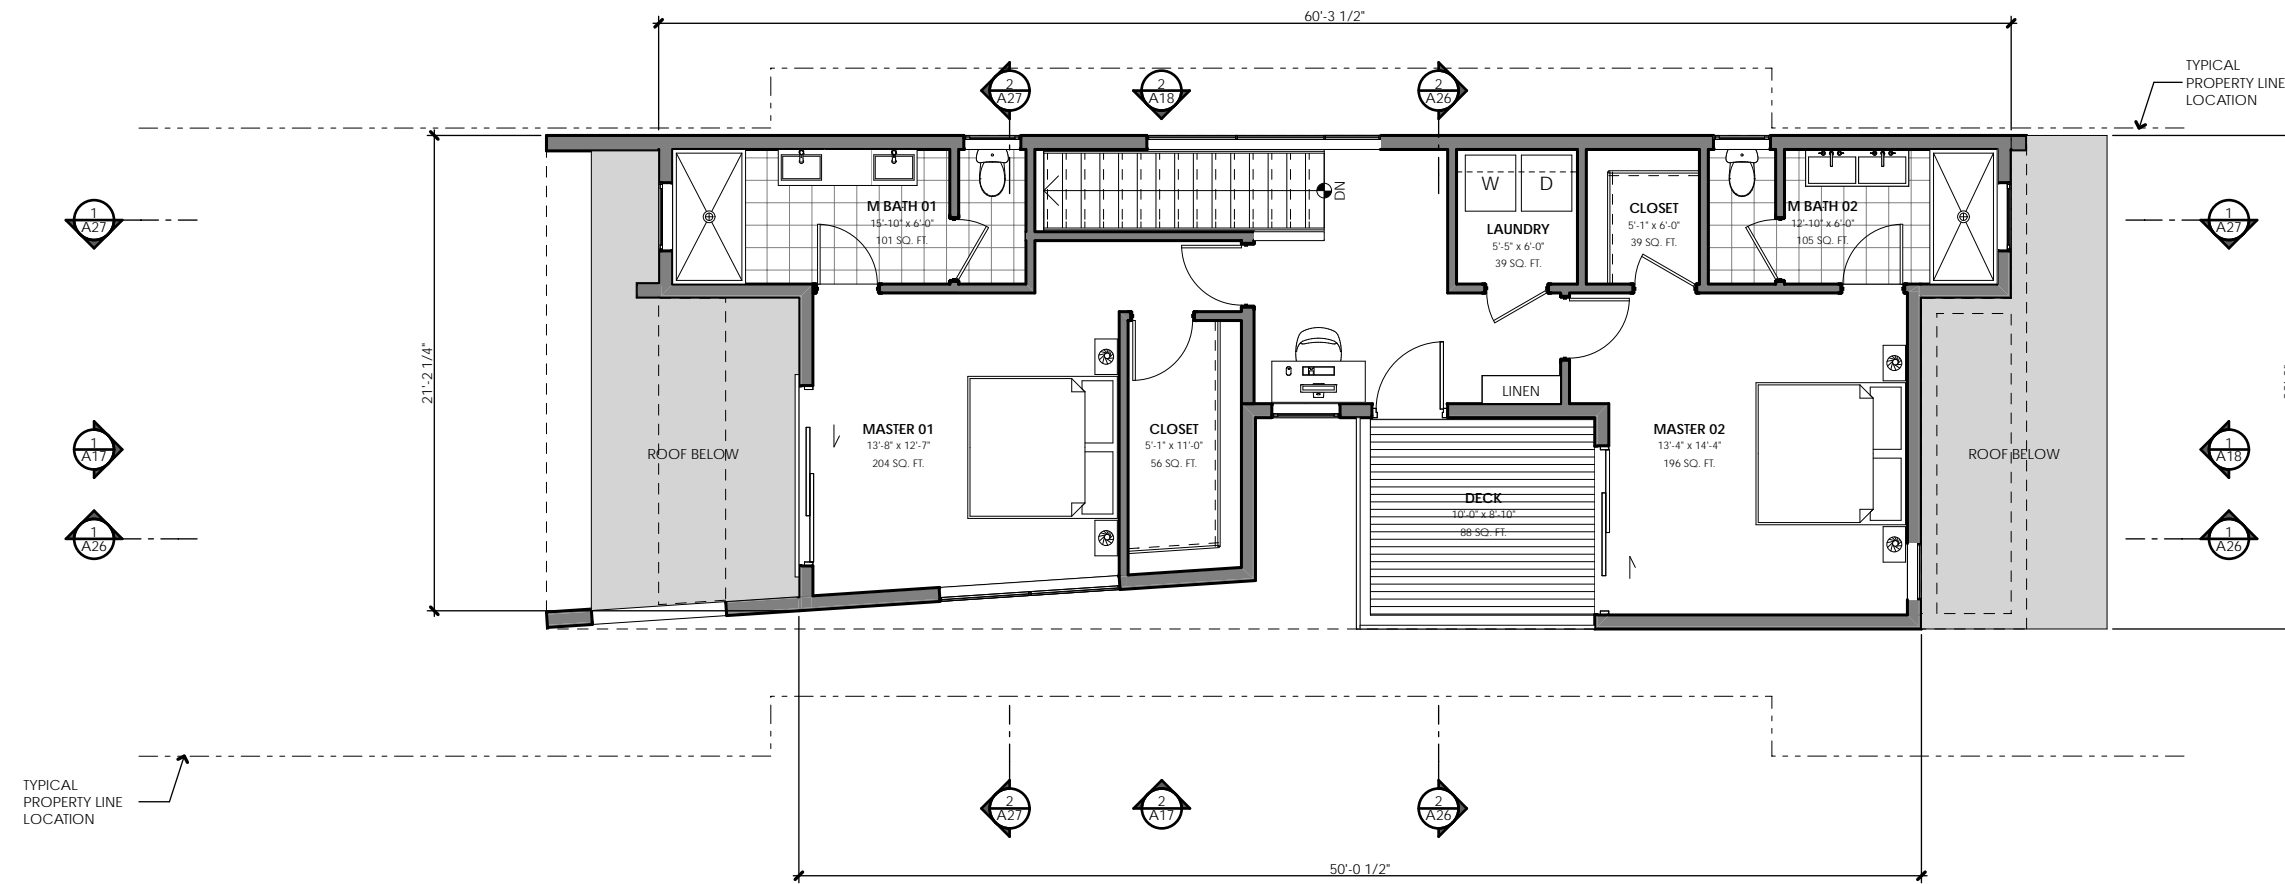 60'-3 1/2"
TYPICAL
PROPERTY LINE
LOCATION
2
A27
2
A18
2
A26
1
A27
M BATH 01
15'-10" x 6'-0"
101 SQ. FT.
DN
W
D
LAUNDRY
5'-5" x 6'-0"
39 SQ. FT.
CLOSET
5'-1" x 6'-0"
39 SQ. FT.
M BATH 02
12'-10" x 6'-0"
105 SQ. FT.
1
A27
21'-2 1/4"
LINEN
1
A17
ROOF BELOW
MASTER 01
13'-8" x 12'-7"
204 SQ. FT.
CLOSET
5'-1" x 11'-0"
56 SQ. FT.
MASTER 02
13'-4" x 14'-4"
196 SQ. FT.
ROOF BELOW
1
A18
DECK
10'-0" x 8'-10"
88 SQ. FT.
1
A26
1
A26
TYPICAL
PROPERTY LINE
LOCATION
2
A27
2
A17
2
A26
50'-0 1/2"